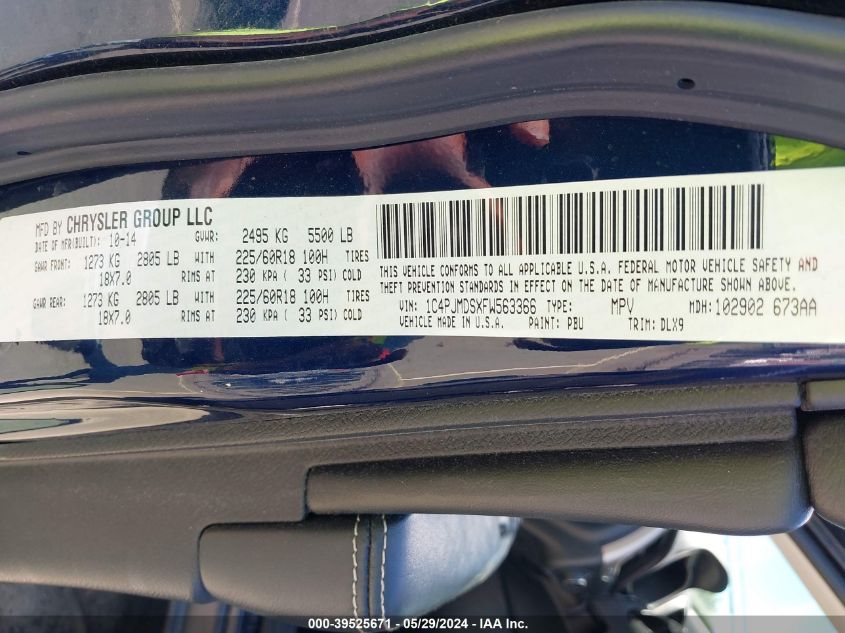 MFD BY CHRYSLER GROUP LLC
DATE OF MFR(BUILT): 10-14 GVWR: 2495 KG 5500 LB
GAWR FRONT: 1273 KG 2805 LB WITH 225/60R18 100H TIRES
18X7.0 RIMS AT 230 KPA ( 33 PSI) COLD
GAWR REAR: 1273 KG 2805 LB WITH 225/60R18 100H TIRES
18X7.0 RIMS AT 230 KPA ( 33 PSI) COLD
THIS VEHICLE CONFORMS TO ALL APPLICABLE U.S.A. FEDERAL MOTOR VEHICLE SAFETY AND
THEFT PREVENTION STANDARDS IN EFFECT ON THE DATE OF MANUFACTURE SHOWN ABOVE.
VIN: 1C4PJMDSXFW563366 TYPE: MPV MDH: 102902 673AA
VEHICLE MADE IN U.S.A. PAINT: PBU TRIM: DLX9
000-39525671 - 05/29/2024 - IAA Inc.